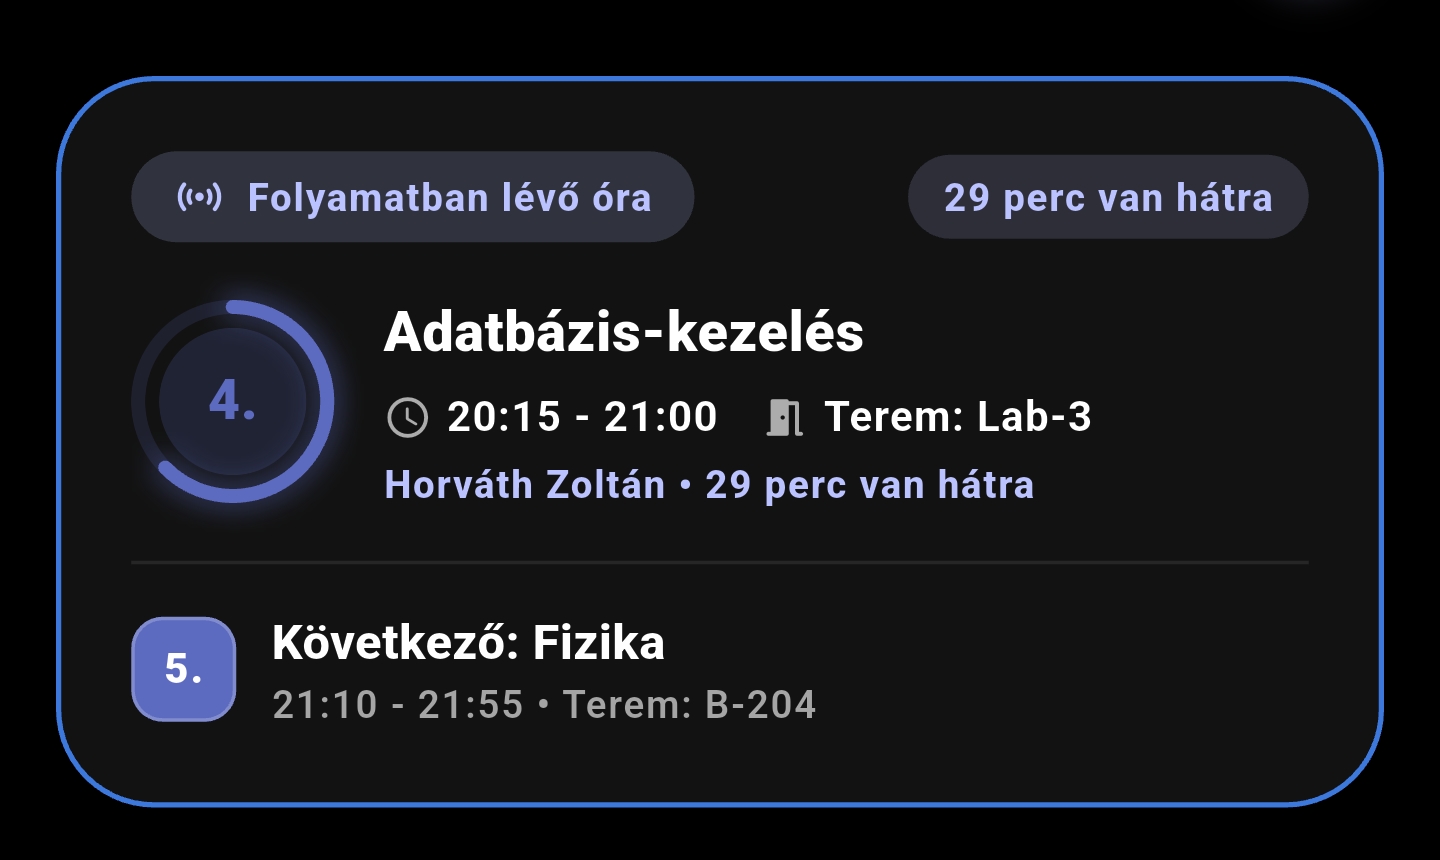 Folyamatban lévő óra
29 perc van hátra
4.
Adatbázis-kezelés
20:15 - 21:00 Terem: Lab-3
Horváth Zoltán • 29 perc van hátra
5.
Következő: Fizika
21:10 - 21:55 • Terem: B-204